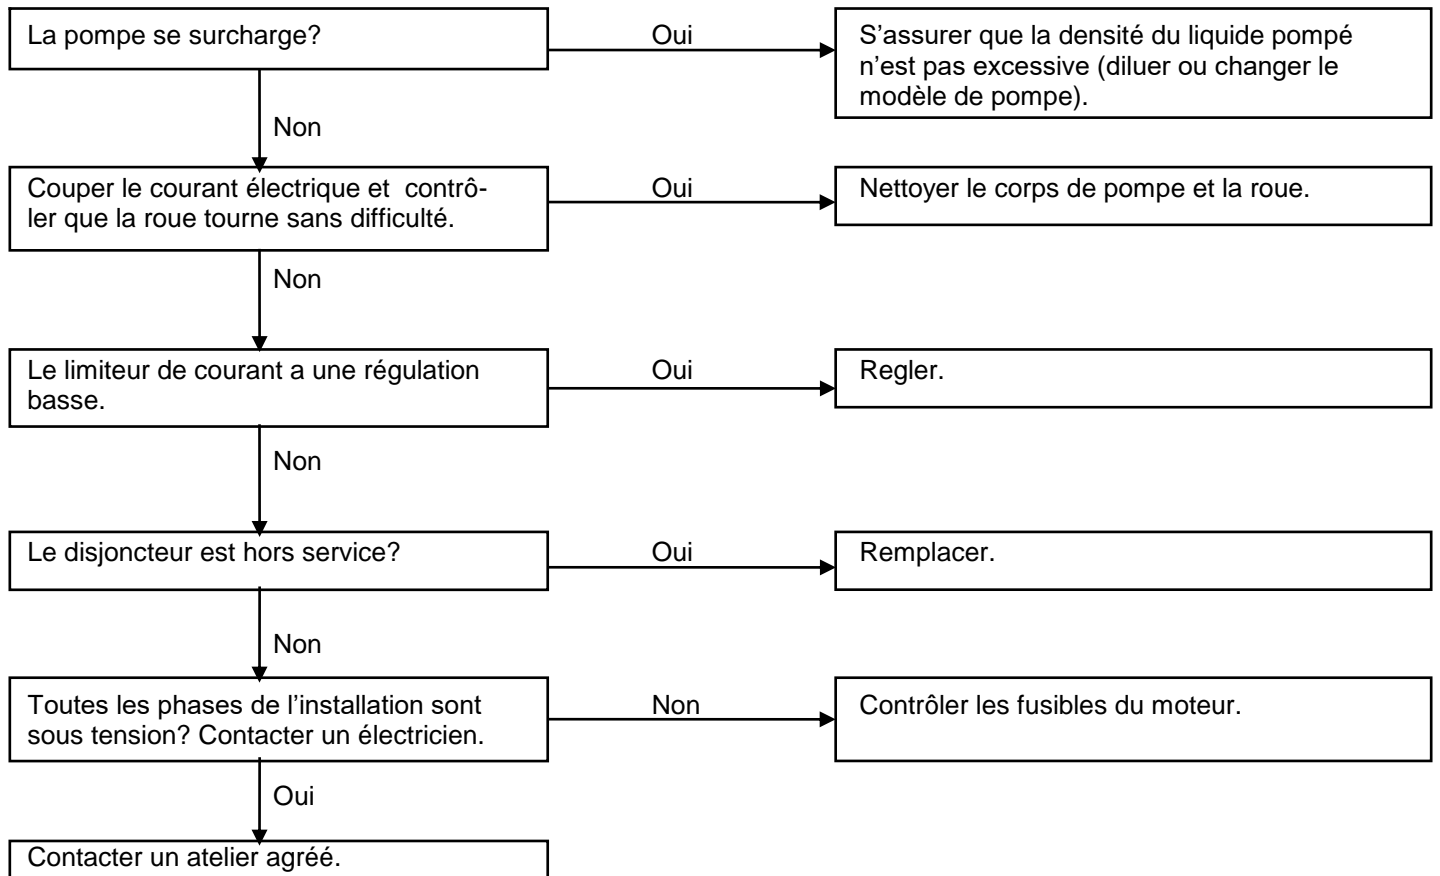 La pompe se surcharge?
Oui
S’assurer que la densité du liquide pompé
n’est pas excessive (diluer ou changer le
modèle de pompe).
Non
Couper le courant électrique et  contrô-
ler que la roue tourne sans difficulté.
Oui
Nettoyer le corps de pompe et la roue.
Non
Le limiteur de courant a une régulation
basse.
Oui
Regler.
Non
Le disjoncteur est hors service?
Oui
Remplacer.
Non
Toutes les phases de l’installation sont
sous tension? Contacter un électricien.
Non
Contrôler les fusibles du moteur.
Oui
Contacter un atelier agréé.